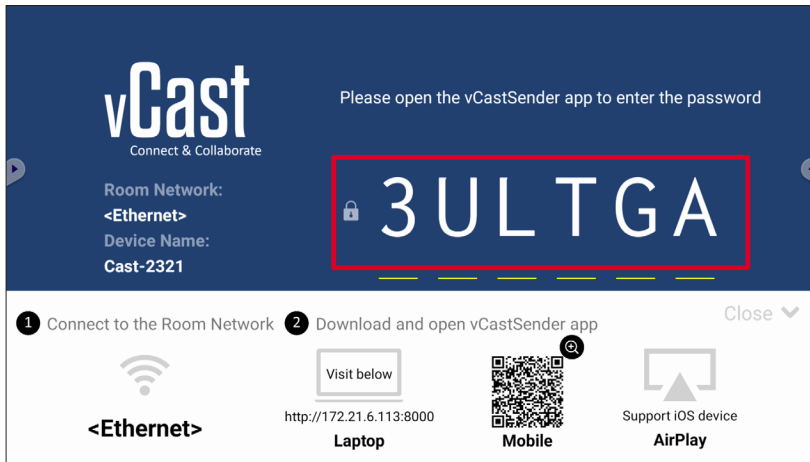 vCast
Connect & Collaborate
Please open the vCastSender app to enter the password
Room Network:
<Ethernet>
Device Name:
Cast-2321
3ULTGA
Close
1 Connect to the Room Network
2 Download and open vCastSender app
<Ethernet>
Visit below
http://172.21.6.113:8000
Laptop
Mobile
Support iOS device
AirPlay